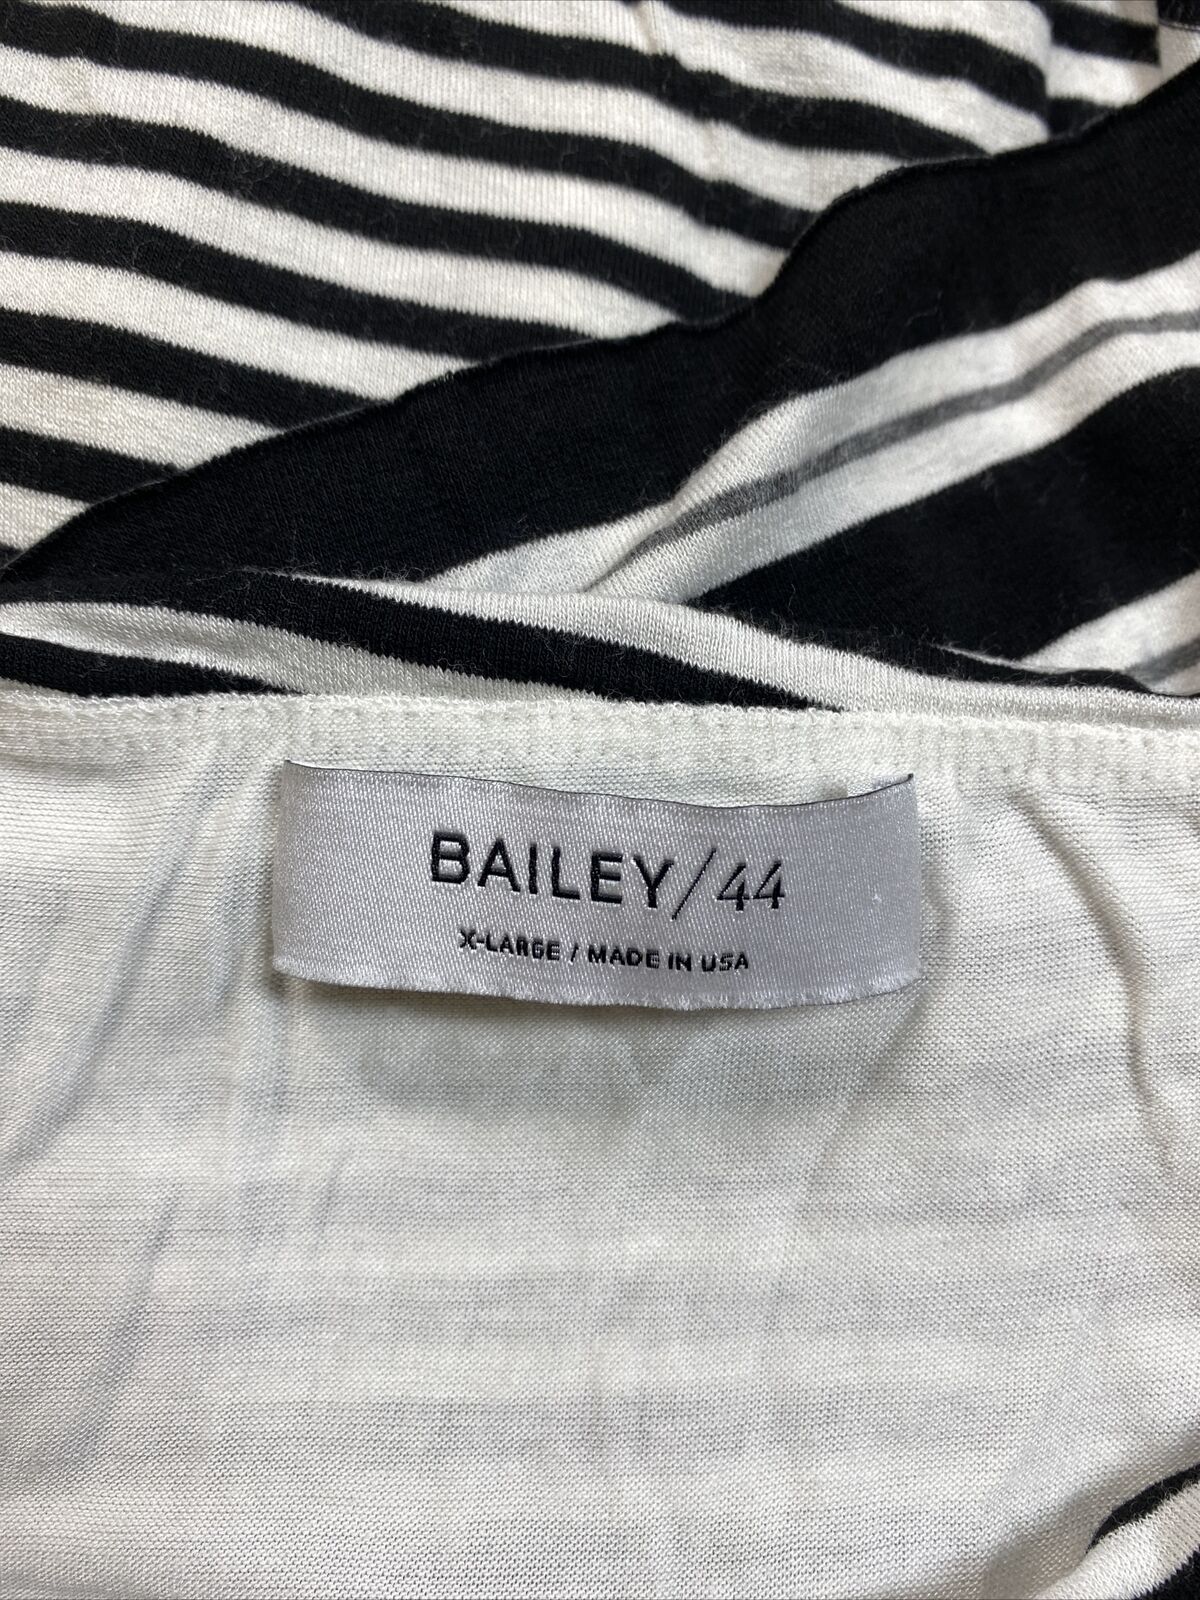 BAILEY/44
X-LARGE / MADE IN USA